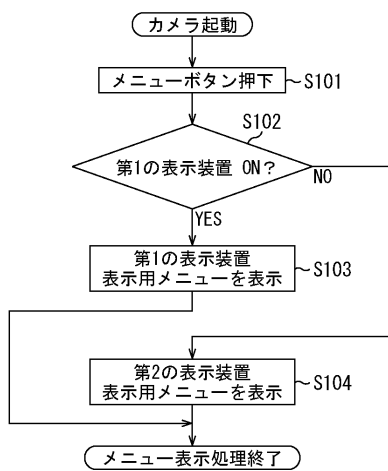 カメラ起動
メニューボタン押下
S101
S102
第1の表示装置 ON?
NO
YES
第1の表示装置
表示用メニューを表示
S103
第2の表示装置
表示用メニューを表示
S104
メニュー表示処理終了